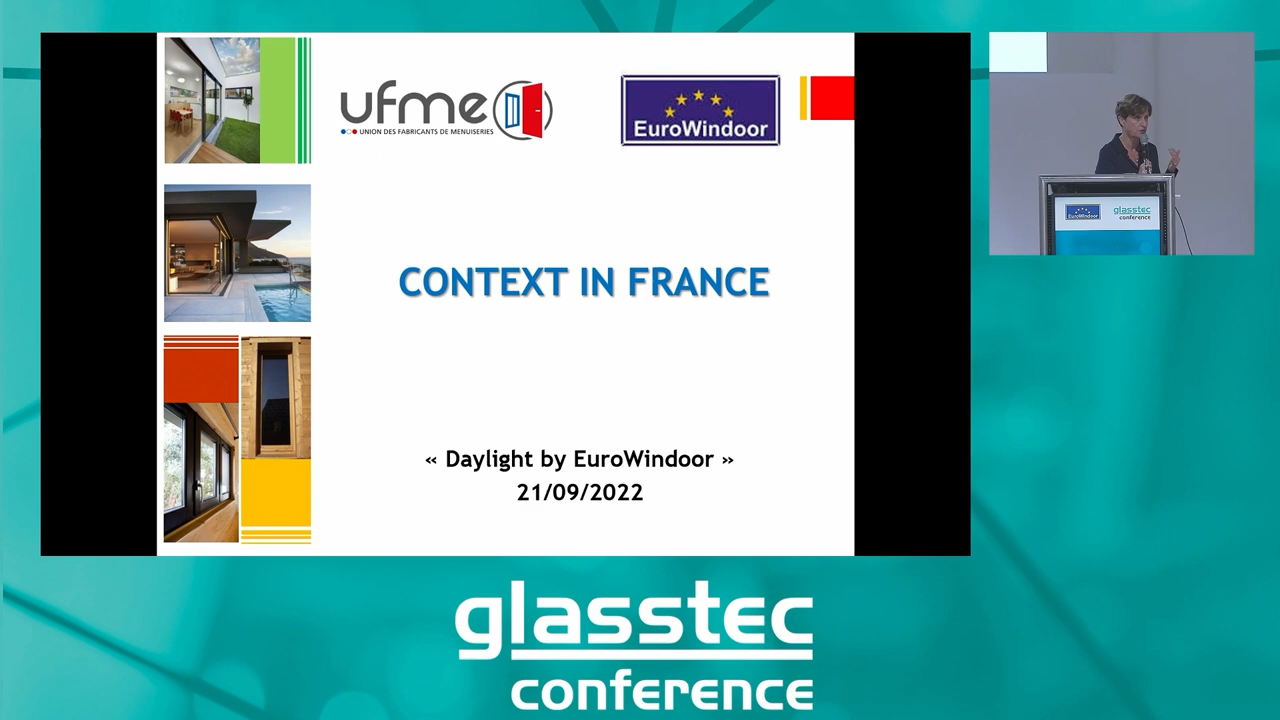 ufme
UNION DES FABRICANTS DE MENUISERIES
EuroWindoor
CONTEXT IN FRANCE
« Daylight by EuroWindoor »
21/09/2022
EuroWindoor
glasstec
conference
glasstec
conference